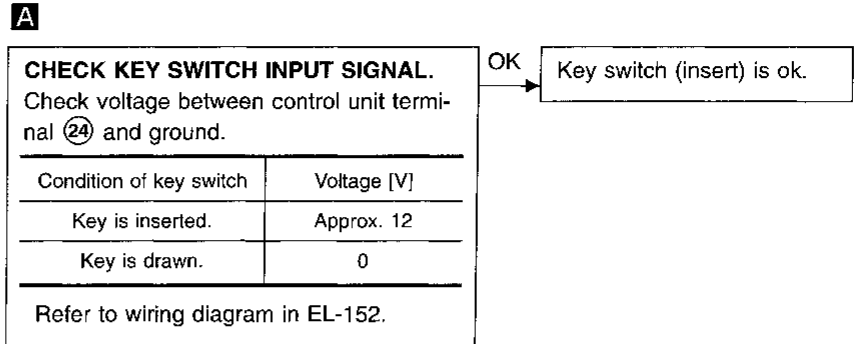 A
CHECK KEY SWITCH INPUT SIGNAL.
Check voltage between control unit termi-
nal 24 and ground.
Condition of key switch Voltage [V]
Key is inserted. Approx. 12
Key is drawn. 0
Refer to wiring diagram in EL-152.
OK
Key switch (insert) is ok.